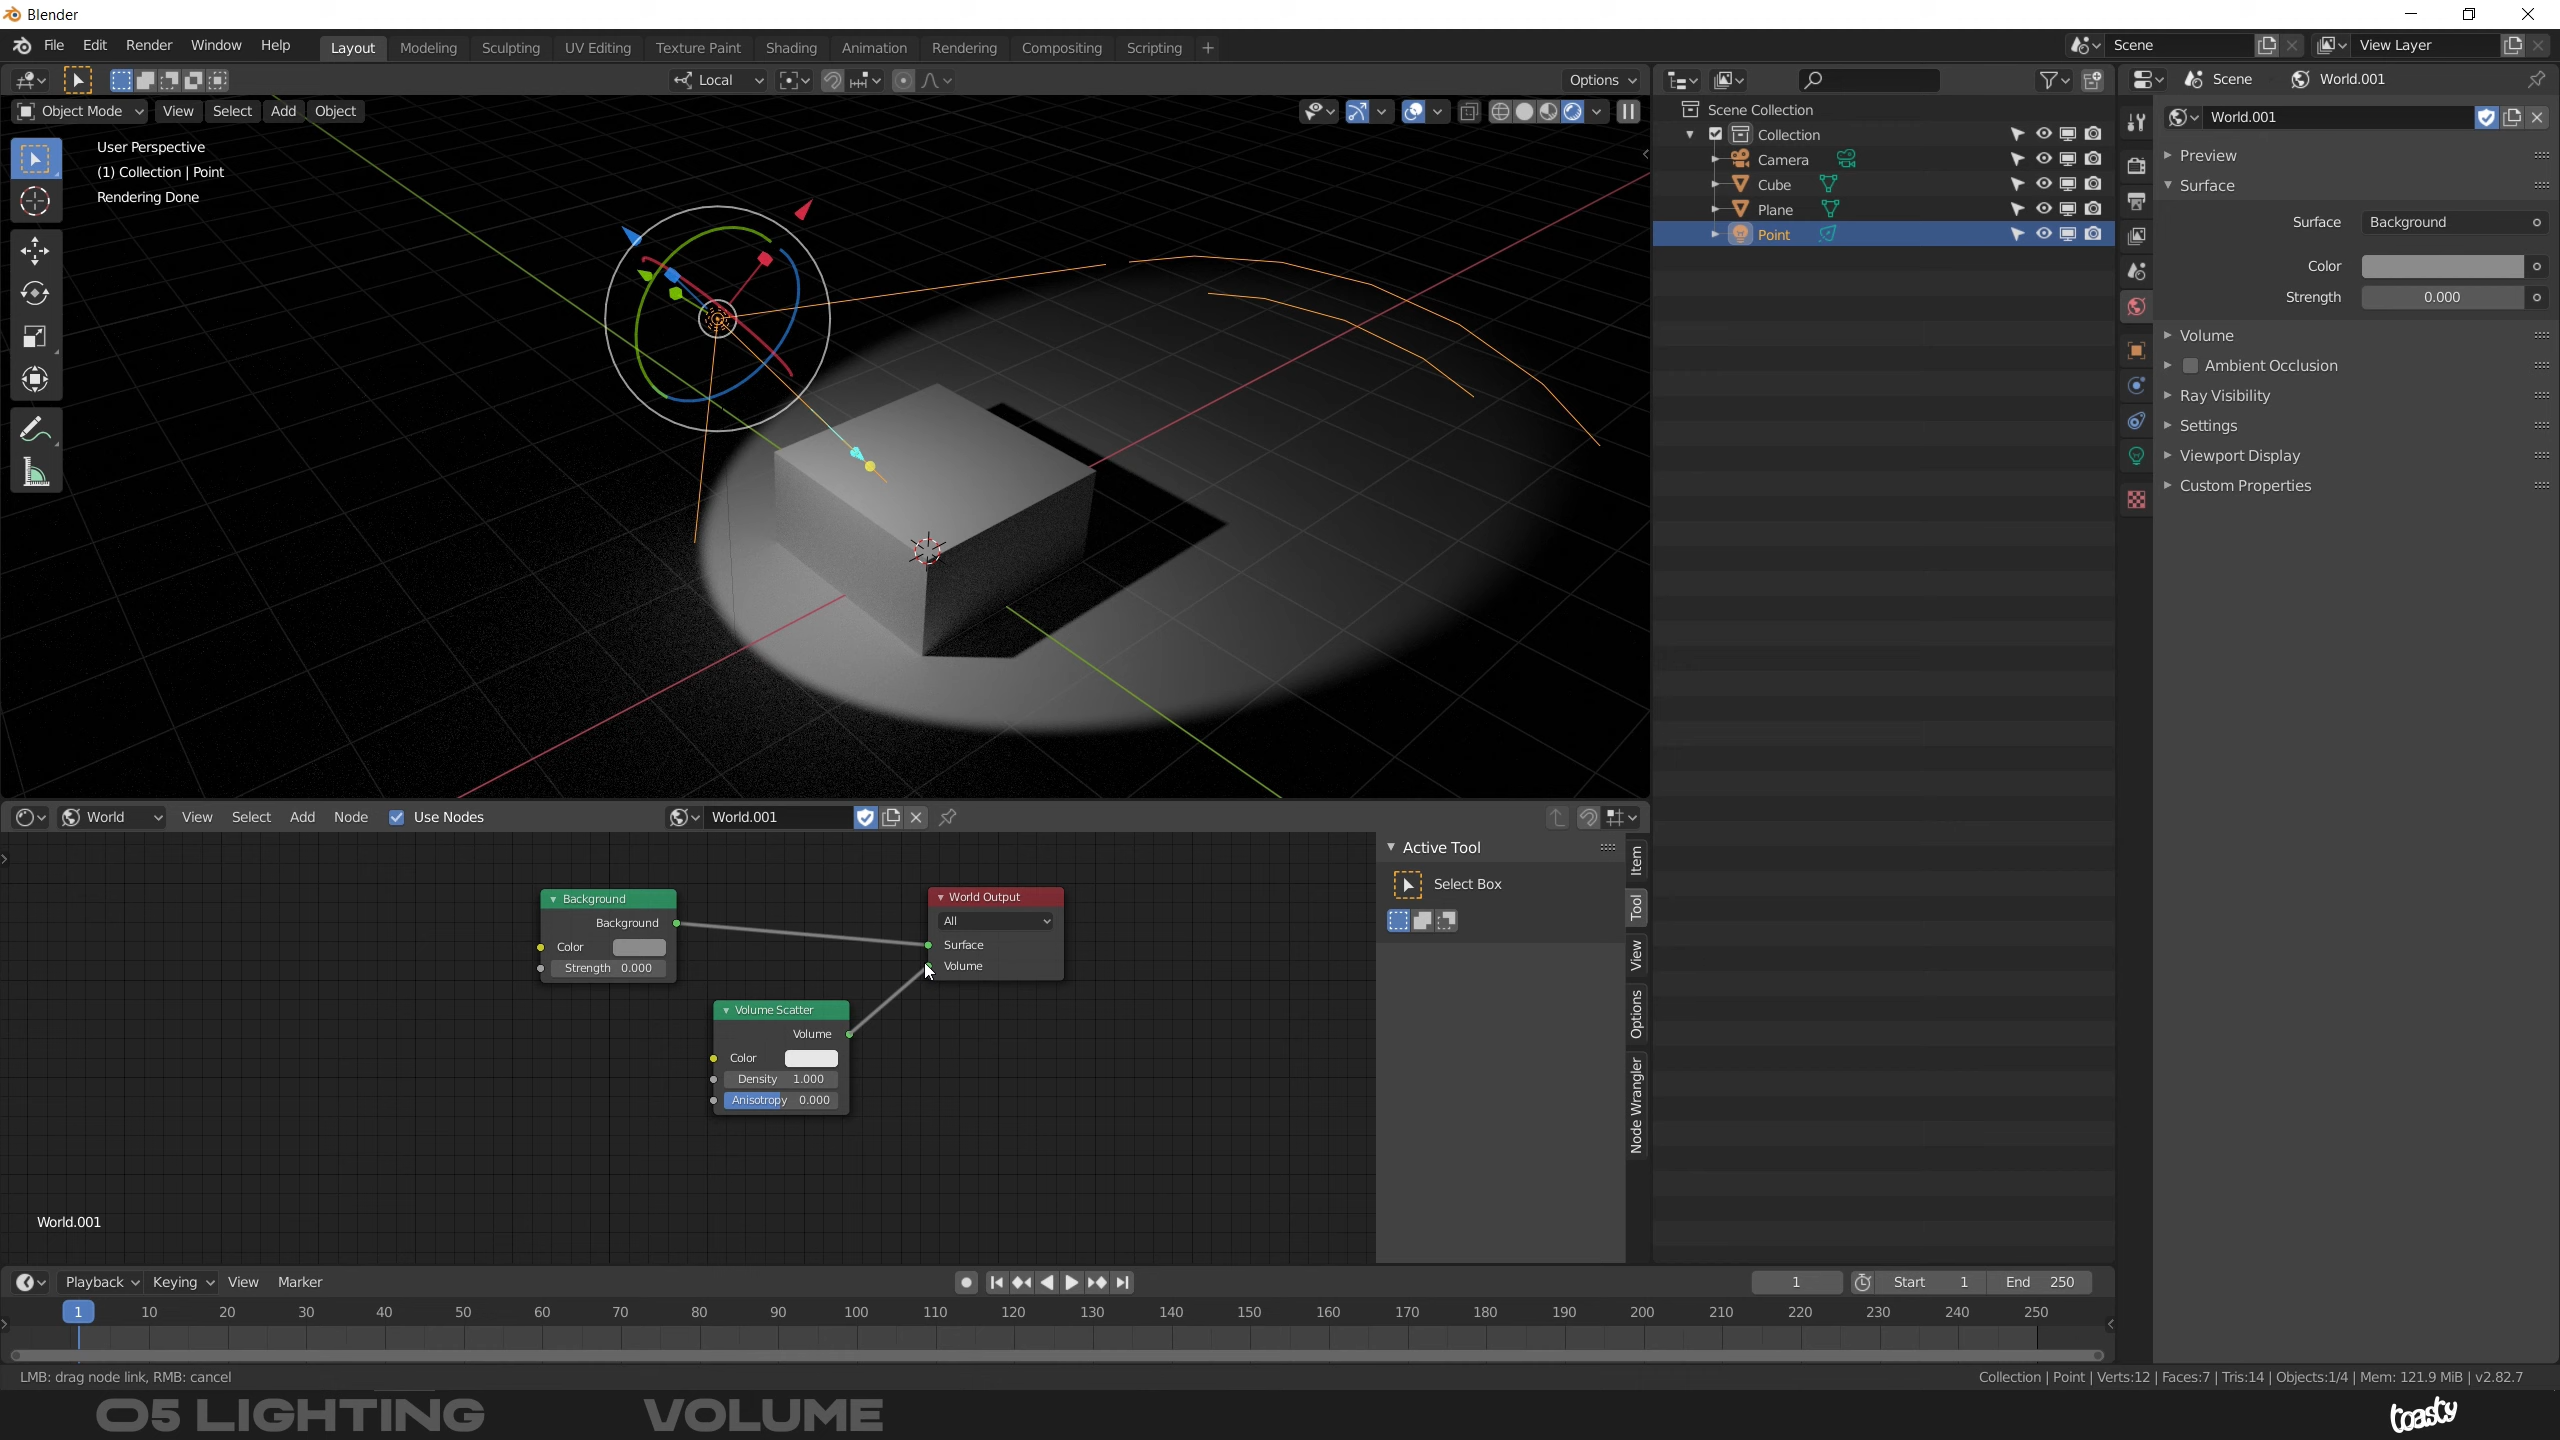 Blender
File Edit Render Window Help Layout Modeling Sculpting UV Editing Texture Paint Shading Animation Rendering Compositing Scripting + Scene View Layer
Local Options Scene World.001
Object Mode View Select Add Object
User Perspective
(1) Collection | Point
Rendering Done
Scene Collection
Collection
Camera
Cube
Plane
Point
World.001
Preview
Surface
Surface Background
Color
Strength 0.000
Volume
Ambient Occlusion
Ray Visibility
Settings
Viewport Display
Custom Properties
World View Select Add Node Use Nodes World.001
Background
Background
Color
Strength 0.000
World Output
All
Surface
Volume
Volume Scatter
Volume
Color
Density 1.000
Anisotropy 0.000
World.001
Active Tool
Select Box
Item
Tool
View
Options
Node Wrangler
Playback Keying View Marker 1 Start 1 End 250
1 10 20 30 40 50 60 70 80 90 100 110 120 130 140 150 160 170 180 190 200 210 220 230 240 250
LMB: drag node link, RMB: cancel
Collection | Point | Verts:12 | Faces:7 | Tris:14 | Objects:1/4 | Mem: 121.9 MiB | v2.82.7
05 LIGHTING VOLUME toasty